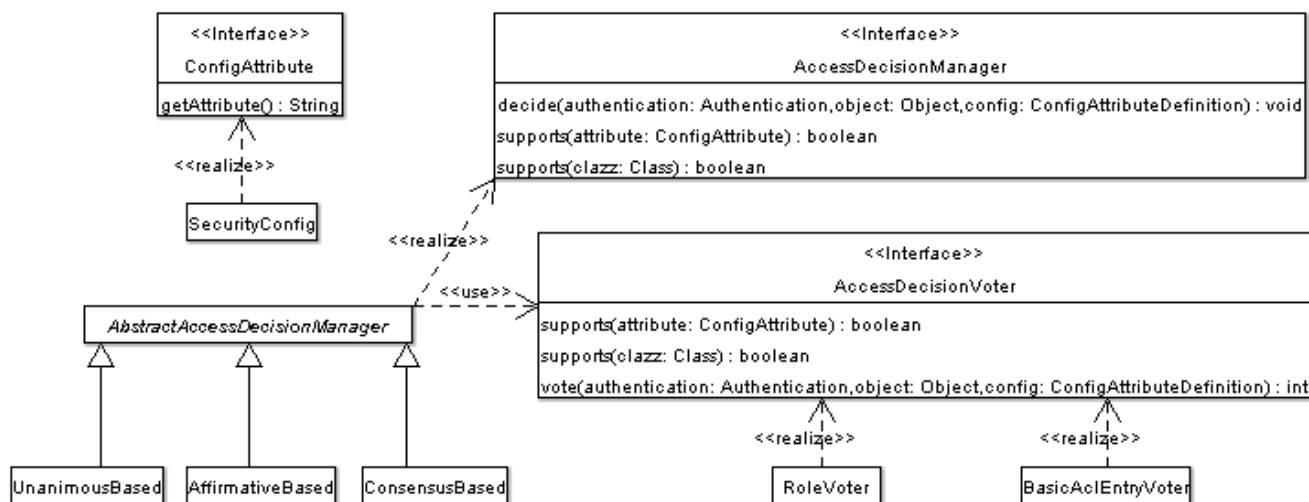 <<Interface>>
ConfigAttribute
getAttribute() : String
<<realize>>
SecurityConfig
<<Interface>>
AccessDecisionManager
decide(authentication: Authentication,object: Object,config: ConfigAttributeDefinition) : void
supports(attribute: ConfigAttribute) : boolean
supports(clazz: Class) : boolean
<<realize>>
<<use>>
<<Interface>>
AccessDecisionVoter
supports(attribute: ConfigAttribute) : boolean
supports(clazz: Class) : boolean
vote(authentication: Authentication,object: Object,config: ConfigAttributeDefinition) : int
AbstractAccessDecisionManager
<<realize>>
<<realize>>
UnanimousBased
AffirmativeBased
ConsensusBased
RoleVoter
BasicAclEntryVoter